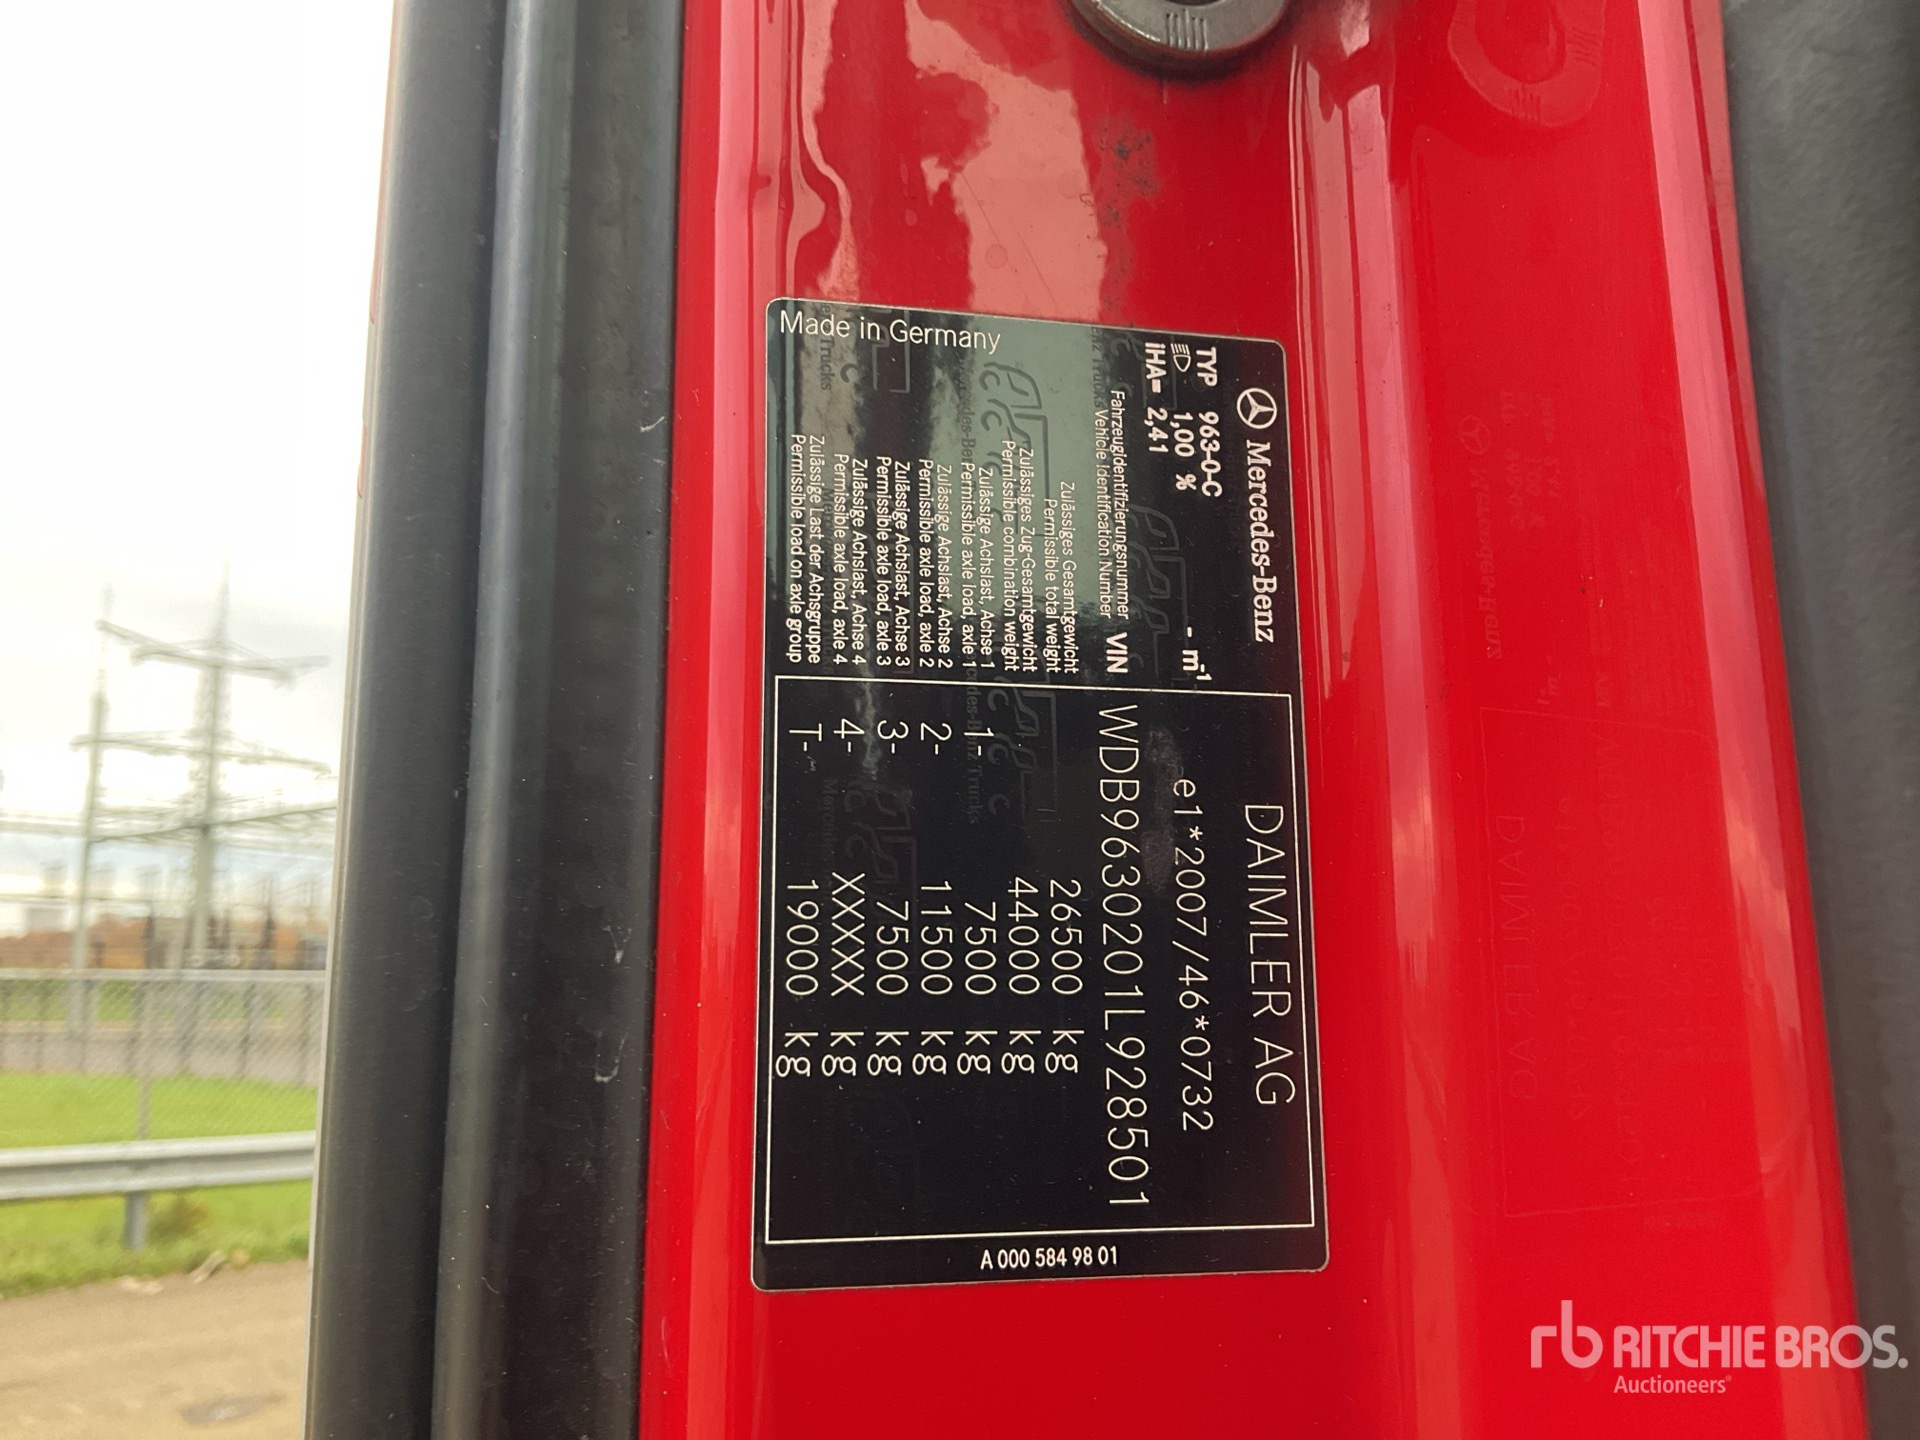 Mercedes-Benz
DAIMLER AG
TYP 963-0-C
1,00 % - m-1
e1*2007/46*0732
IHA= 2,41
Fahrzeugidentifizierungsnummer
Vehicle Identification Number VIN WDB9630201L928501
Zulässiges Gesamtgewicht
Permissible total weight 26500 kg
Zulässiges Zug-Gesamtgewicht
Permissible combination weight 44000 kg
Zulässige Achslast, Achse 1
Permissible axle load, axle 1 1- 7500 kg
Zulässige Achslast, Achse 2
Permissible axle load, axle 2 2- 11500 kg
Zulässige Achslast, Achse 3
Permissible axle load, axle 3 3- 7500 kg
Zulässige Achslast, Achse 4
Permissible axle load, axle 4 4- XXXXX kg
Zulässige Last der Achsgruppe
Permissible load on axle group T- 19000 kg
Made in Germany
A 000 584 98 01
rb RITCHIE BROS.
Auctioneers